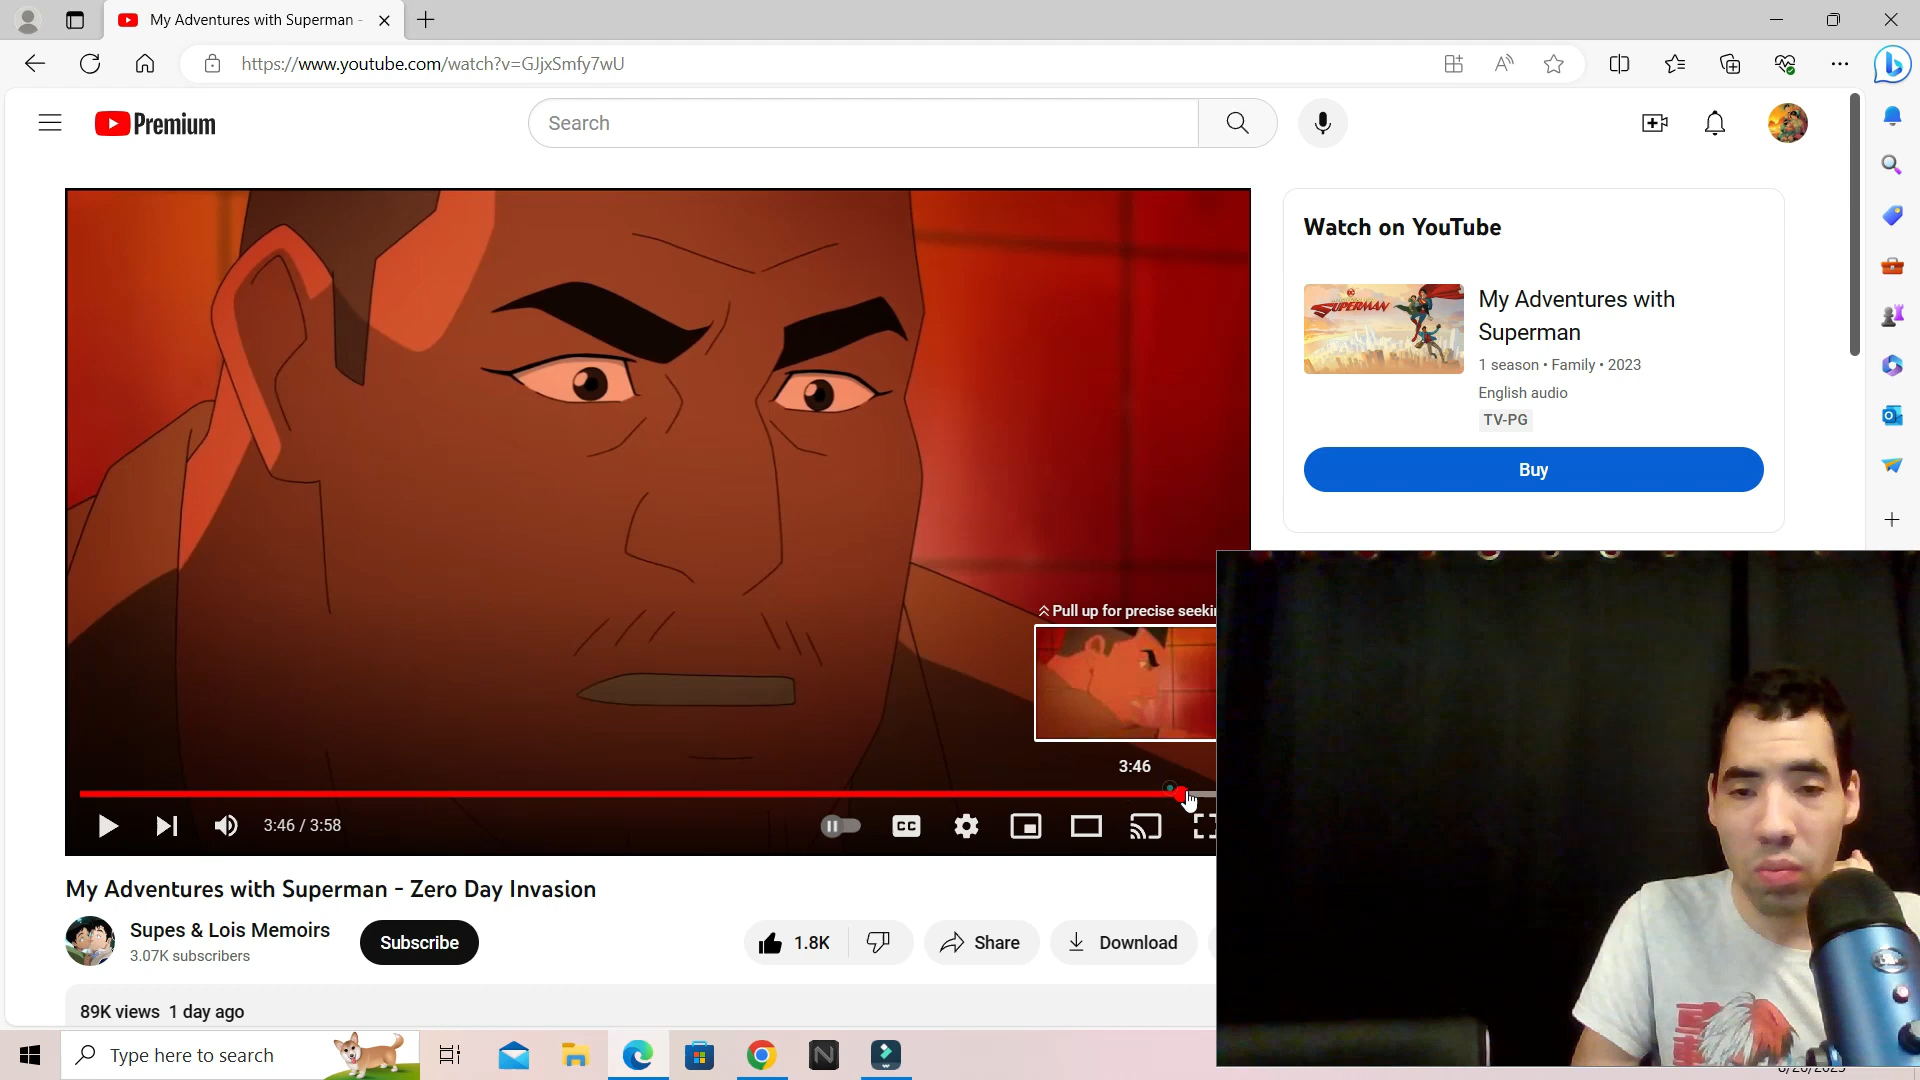 My Adventures with Superman -
https://www.youtube.com/watch?v=GJjxSmfy7wU
Premium
Search
Watch on YouTube
SUPERMAN
My Adventures with
Superman
1 season • Family • 2023
English audio
TV-PG
Buy
Pull up for precise seeki
3:46
3:46 / 3:58
CC
My Adventures with Superman - Zero Day Invasion
Supes & Lois Memoirs
3.07K subscribers
Subscribe
1.8K
Share
Download
89K views 1 day ago
Type here to search